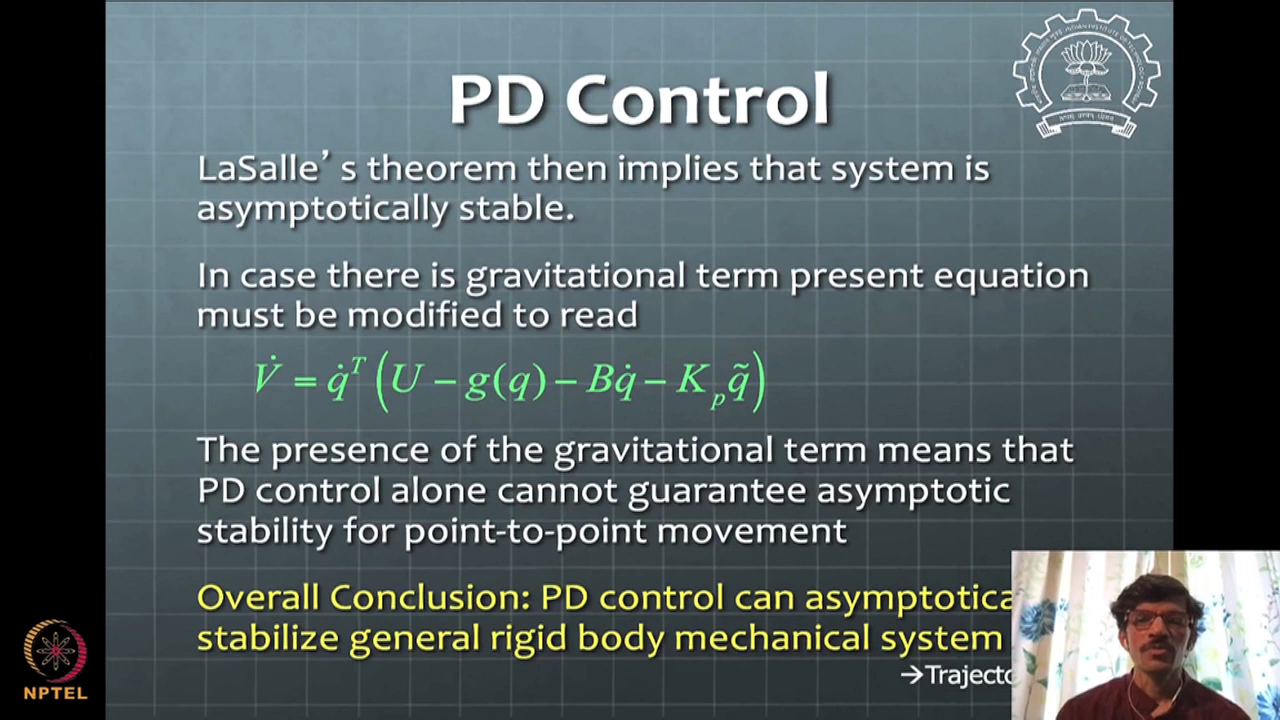 PD Control
LaSalle's theorem then implies that system is
asymptotically stable.
In case there is gravitational term present equation
must be modified to read
V̇ = q̇ᵀ (U − g(q) − Bq̇ − Kₚq̃)
The presence of the gravitational term means that
PD control alone cannot guarantee asymptotic
stability for point-to-point movement
Overall Conclusion: PD control can asymptotica
stabilize general rigid body mechanical system
→Trajecto
NPTEL